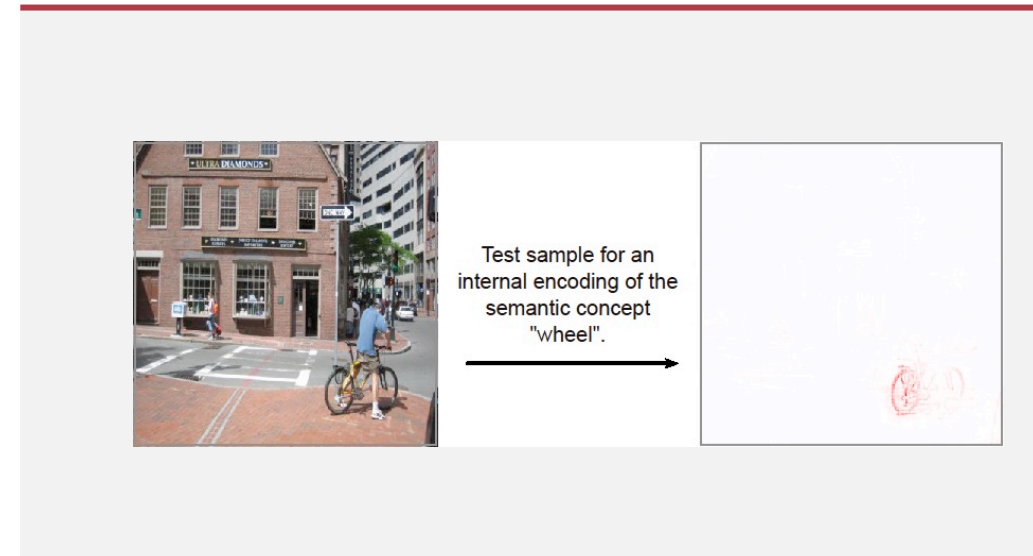 ULTRA DIAMONDS
Test sample for an
internal encoding of the
semantic concept
"wheel".